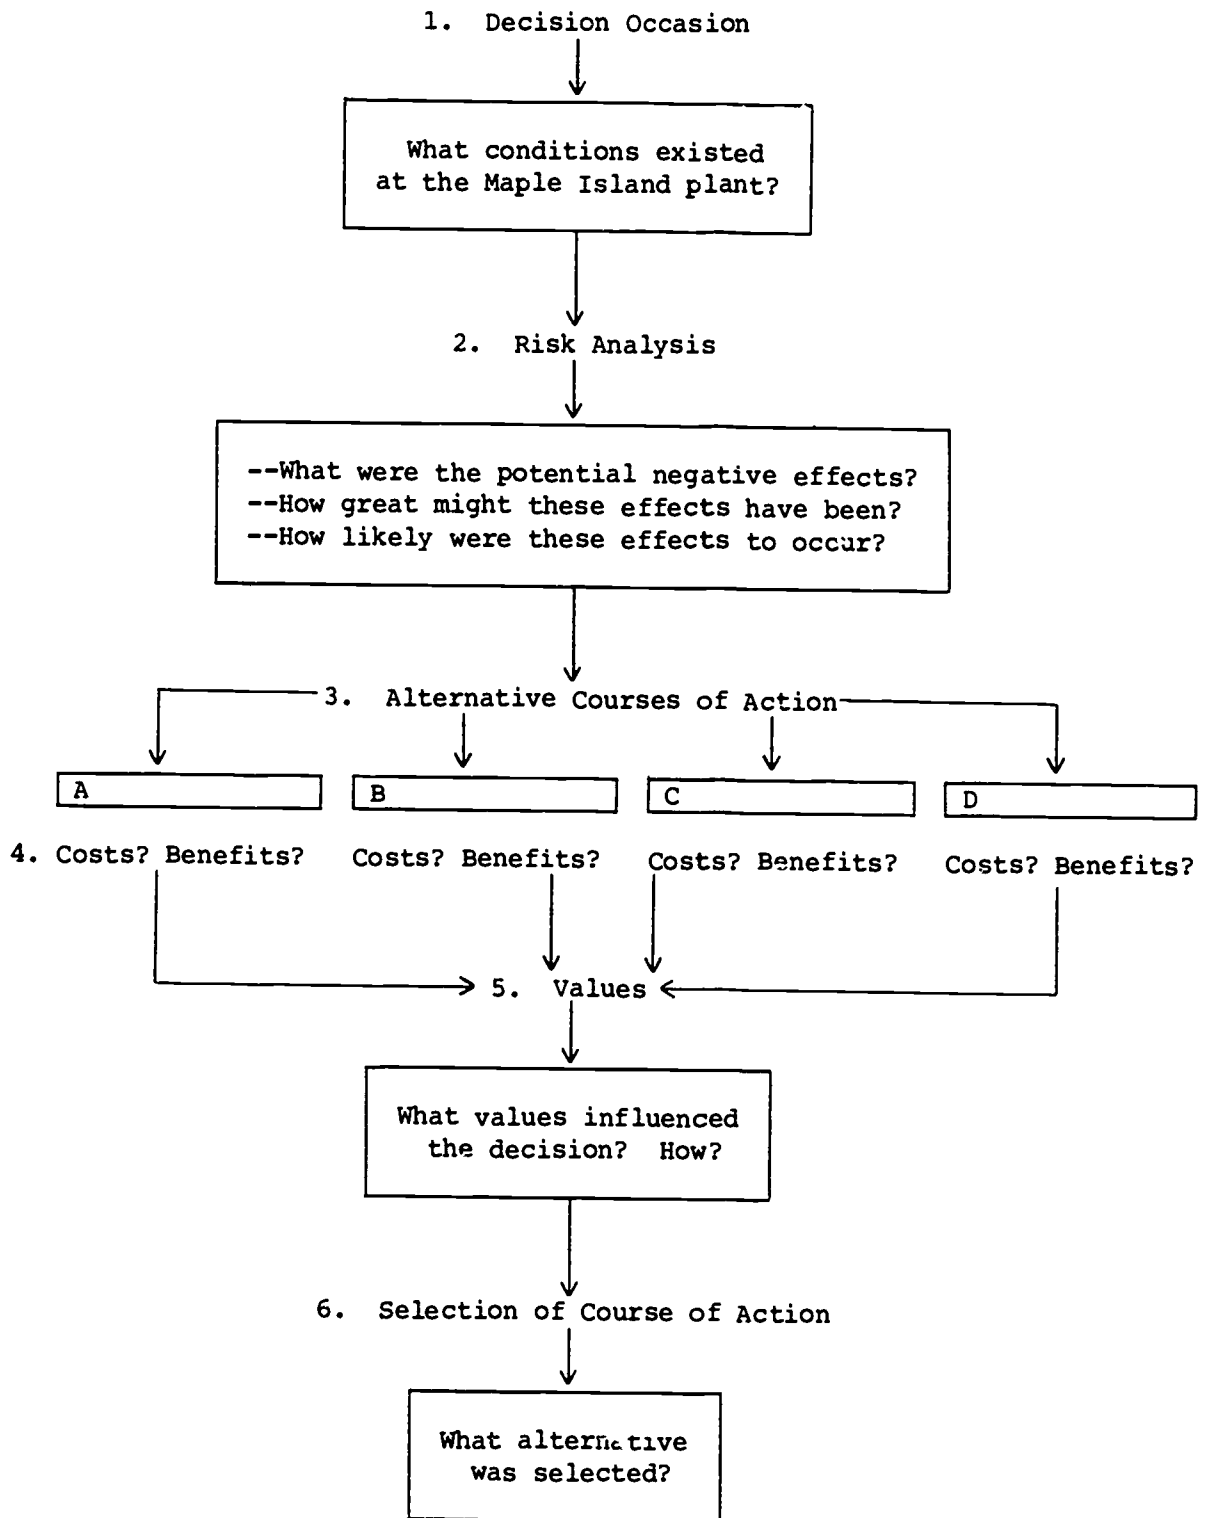 1. Decision Occasion
What conditions existed
at the Maple Island plant?
2. Risk Analysis
--What were the potential negative effects?
--How great might these effects have been?
--How likely were these effects to occur?
3. Alternative Courses of Action
A B C D
4. Costs? Benefits? Costs? Benefits? Costs? Benefits? Costs? Benefits?
5. Values
What values influenced
the decision? How?
6. Selection of Course of Action
What alternative
was selected?